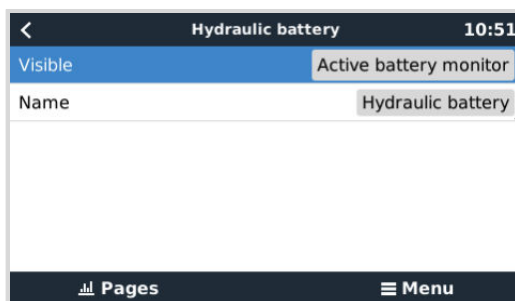 Hydraulic battery 10:51
Visible Active battery monitor
Name Hydraulic battery
Pages Menu